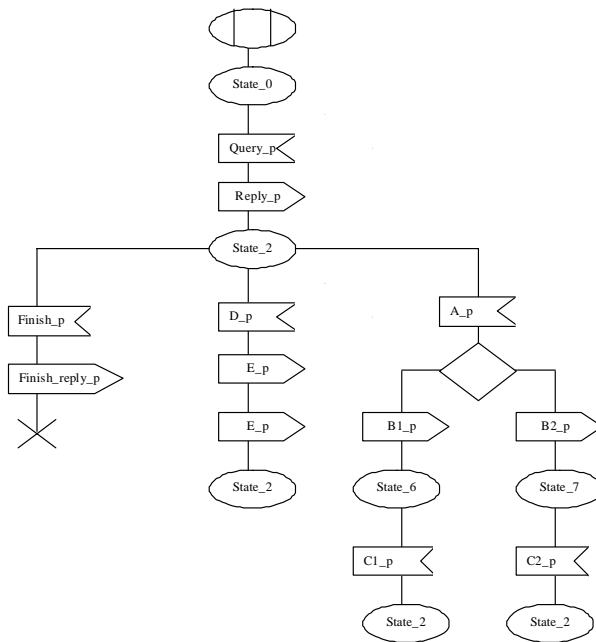 State_0
Query_p
Reply_p
State_2
Finish_p
D_p
A_p
Finish_reply_p
E_p
E_p
B1_p
B2_p
State_2
State_6
State_7
C1_p
C2_p
State_2
State_2